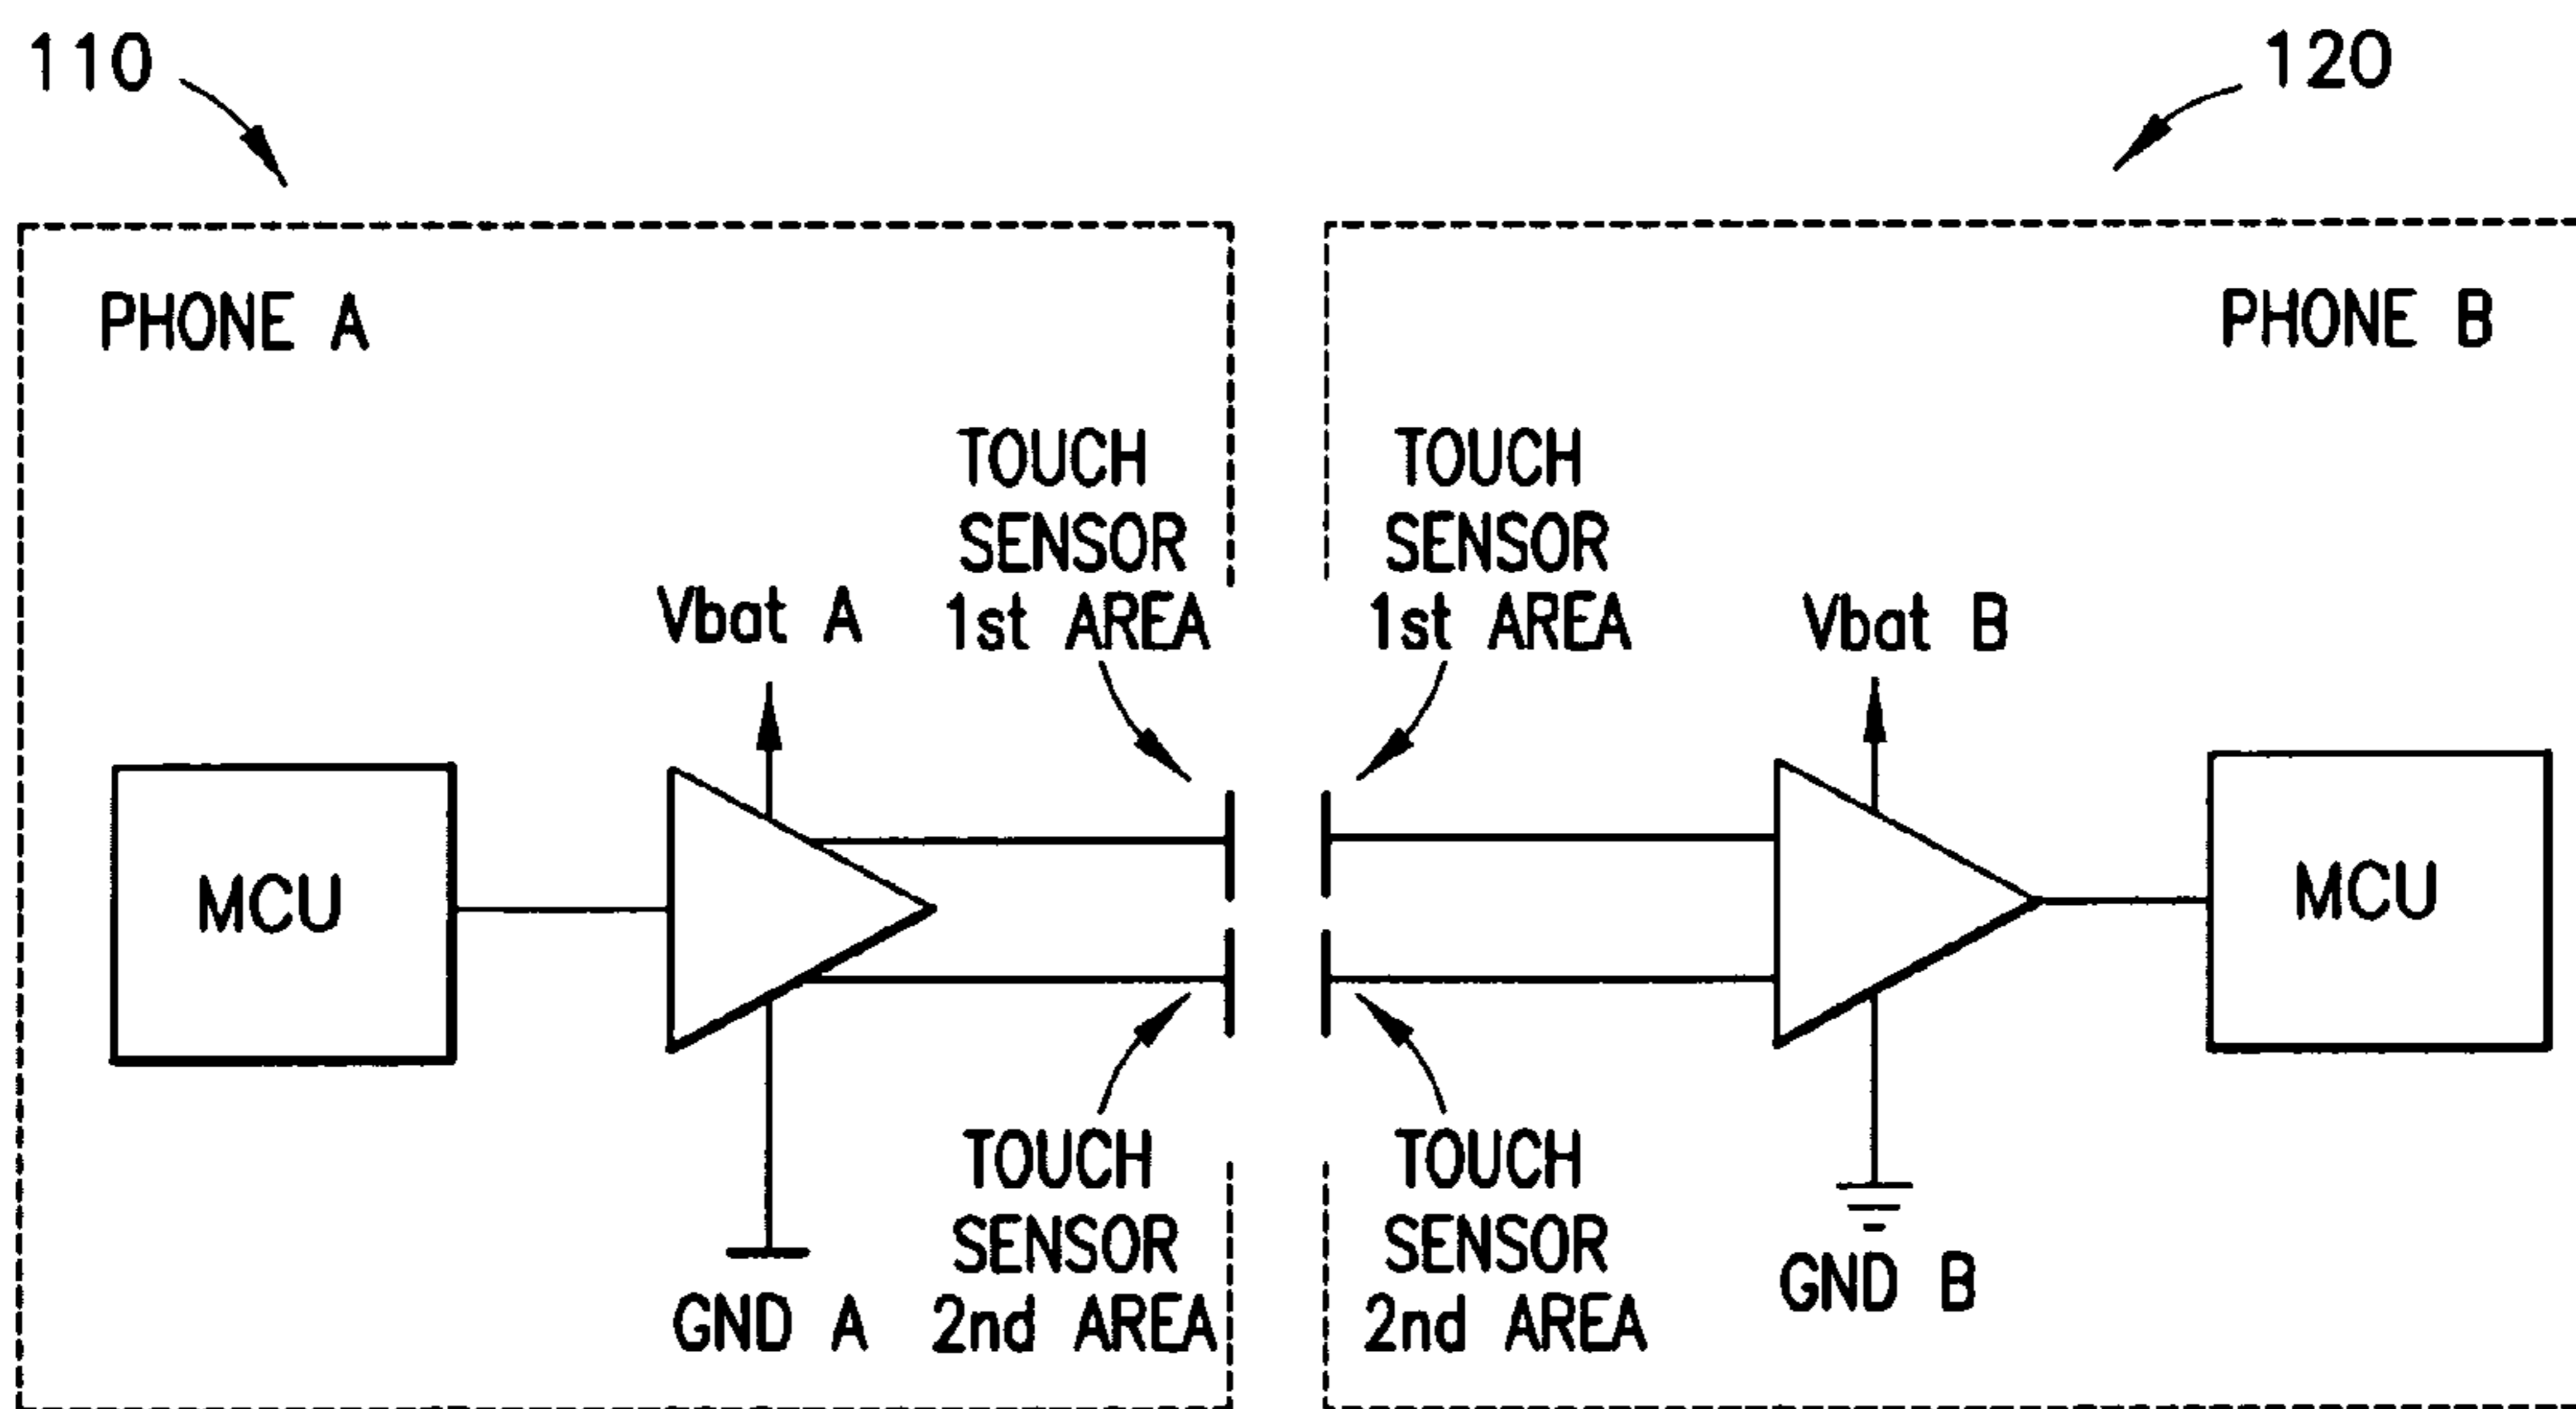 110
120
PHONE A
PHONE B
TOUCH
SENSOR
1st AREA
TOUCH
SENSOR
1st AREA
Vbat A
Vbat B
MCU
MCU
TOUCH
SENSOR
2nd AREA
TOUCH
SENSOR
2nd AREA
GND A
GND B